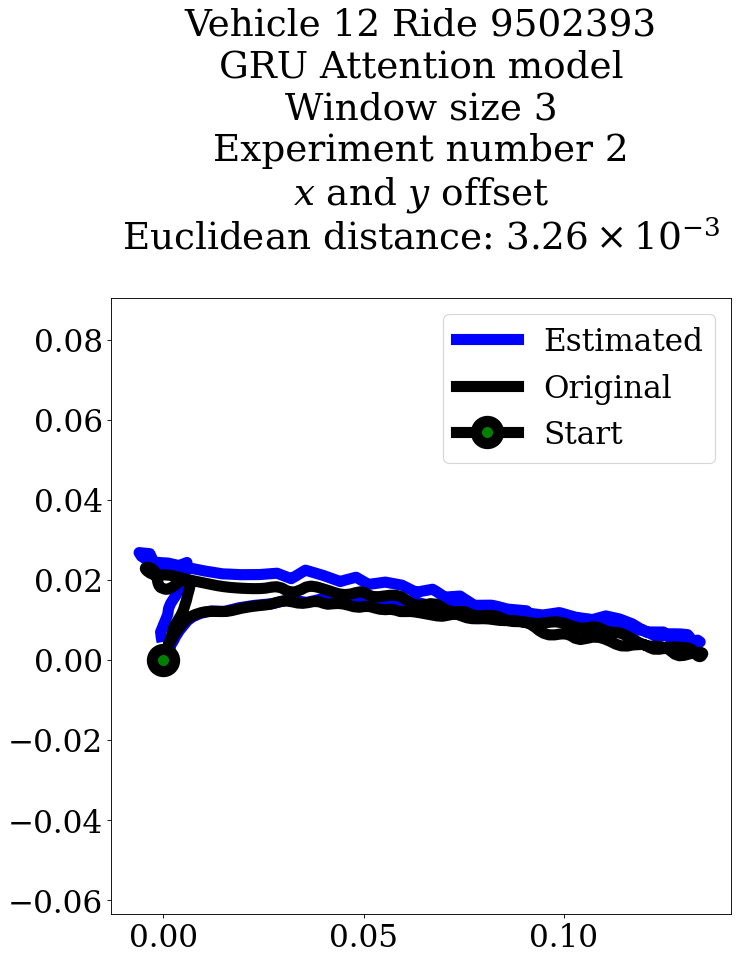 Vehicle 12 Ride 9502393
GRU Attention model
Window size 3
Experiment number 2
x and y offset
Euclidean distance: 3.26 × 10⁻³
Estimated
Original
Start
0.08
0.06
0.04
0.02
0.00
−0.02
−0.04
−0.06
0.00 0.05 0.10